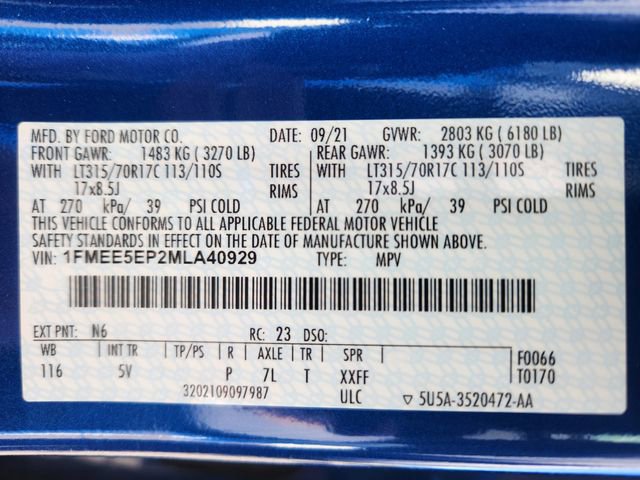 MFD. BY FORD MOTOR CO. DATE: 09/21 GVWR: 2803 KG ( 6180 LB)
FRONT GAWR: 1483 KG ( 3270 LB) REAR GAWR: 1393 KG ( 3070 LB)
WITH LT315/70R17C 113/110S TIRES WITH LT315/70R17C 113/110S TIRES
17x8.5J RIMS 17x8.5J RIMS
AT 270 kPa/ 39 PSI COLD AT 270 kPa/ 39 PSI COLD
THIS VEHICLE CONFORMS TO ALL APPLICABLE FEDERAL MOTOR VEHICLE
SAFETY STANDARDS IN EFFECT ON THE DATE OF MANUFACTURE SHOWN ABOVE.
VIN: 1FMEE5EP2MLA40929 TYPE: MPV
EXT PNT: N6 RC: 23 DSO:
WB INT TR TP/PS R AXLE TR SPR F0066
116 5V P 7L T XXFF T0170
3202109097987 ULC ▽ 5U5A-3520472-AA